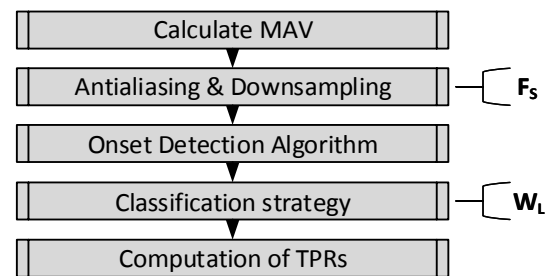 Calculate MAV
Antialiasing & Downsampling
F_S
Onset Detection Algorithm
Classification strategy
W_L
Computation of TPRs